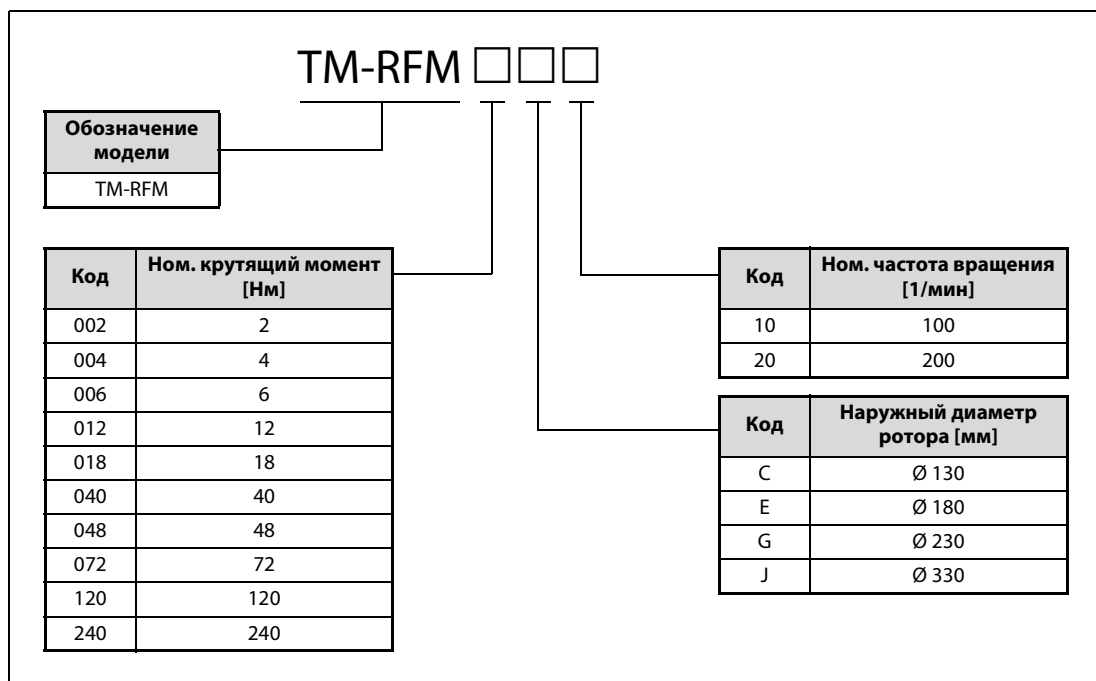 TM-RFM □□□
Обозначение
модели
TM-RFM
Код Ном. крутящий момент
[Нм]
002 2
004 4
006 6
012 12
018 18
040 40
048 48
072 72
120 120
240 240
Код Ном. частота вращения
[1/мин]
10 100
20 200
Код Наружный диаметр
ротора [мм]
C Ø 130
E Ø 180
G Ø 230
J Ø 330